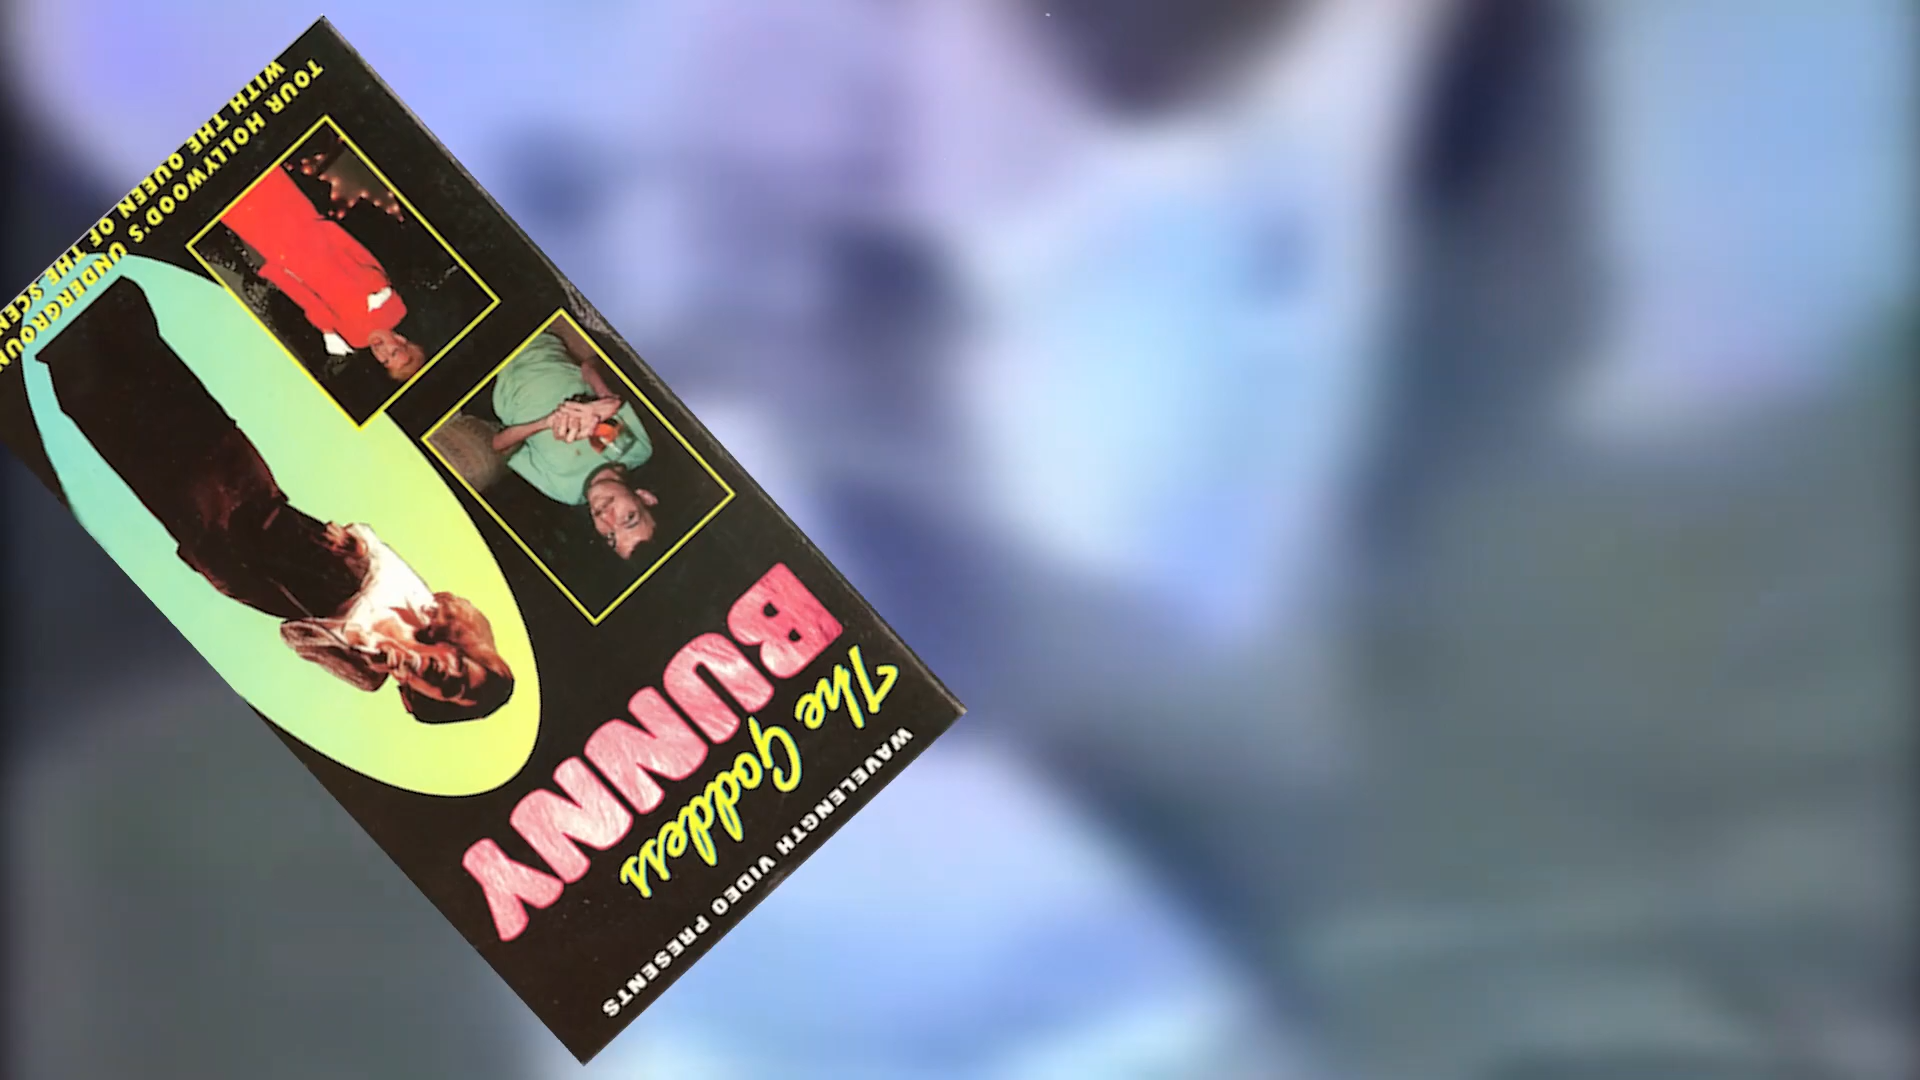 WAVELENGTH VIDEO PRESENTS
The Goddess
BUNNY
TOUR HOLLYWOOD'S
WITH THE QUEEN OF THE